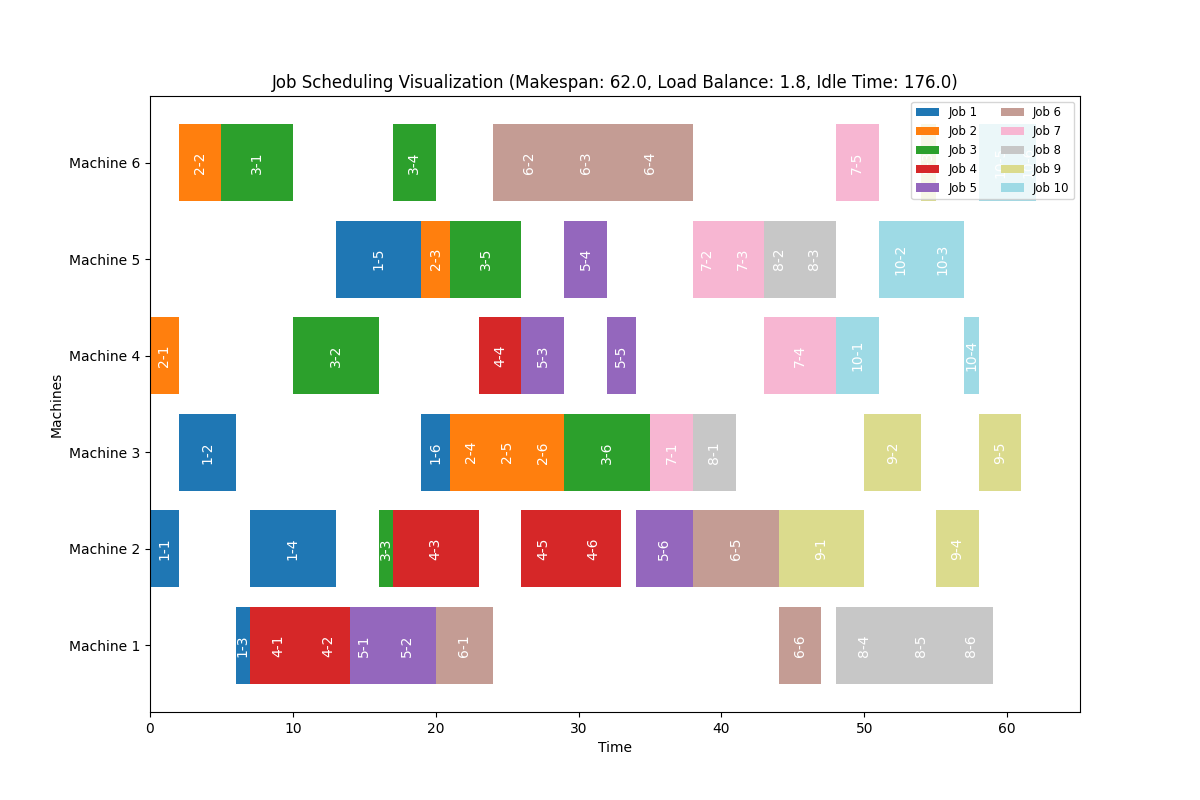 Job Scheduling Visualization (Makespan: 62.0, Load Balance: 1.8, Idle Time: 176.0)
Job 1 Job 6
Job 2 Job 7
Job 3 Job 8
Job 4 Job 9
Job 5 Job 10
Machines
Machine 6 2-2 3-1 3-4 6-2 6-3 6-4 7-5
Machine 5 1-5 2-3 3-5 5-4 7-2 7-3 8-2 8-3 10-2 10-3
Machine 4 2-1 3-2 4-4 5-3 5-5 7-4 10-1 10-4
Machine 3 1-2 1-6 2-4 2-5 2-6 3-6 7-1 8-1 9-2 9-5
Machine 2 1-1 1-4 3-3 4-3 4-5 4-6 5-6 6-5 9-1 9-4
Machine 1 1-3 4-1 4-2 5-1 5-2 6-1 6-6 8-4 8-5 8-6
0 10 20 30 40 50 60
Time